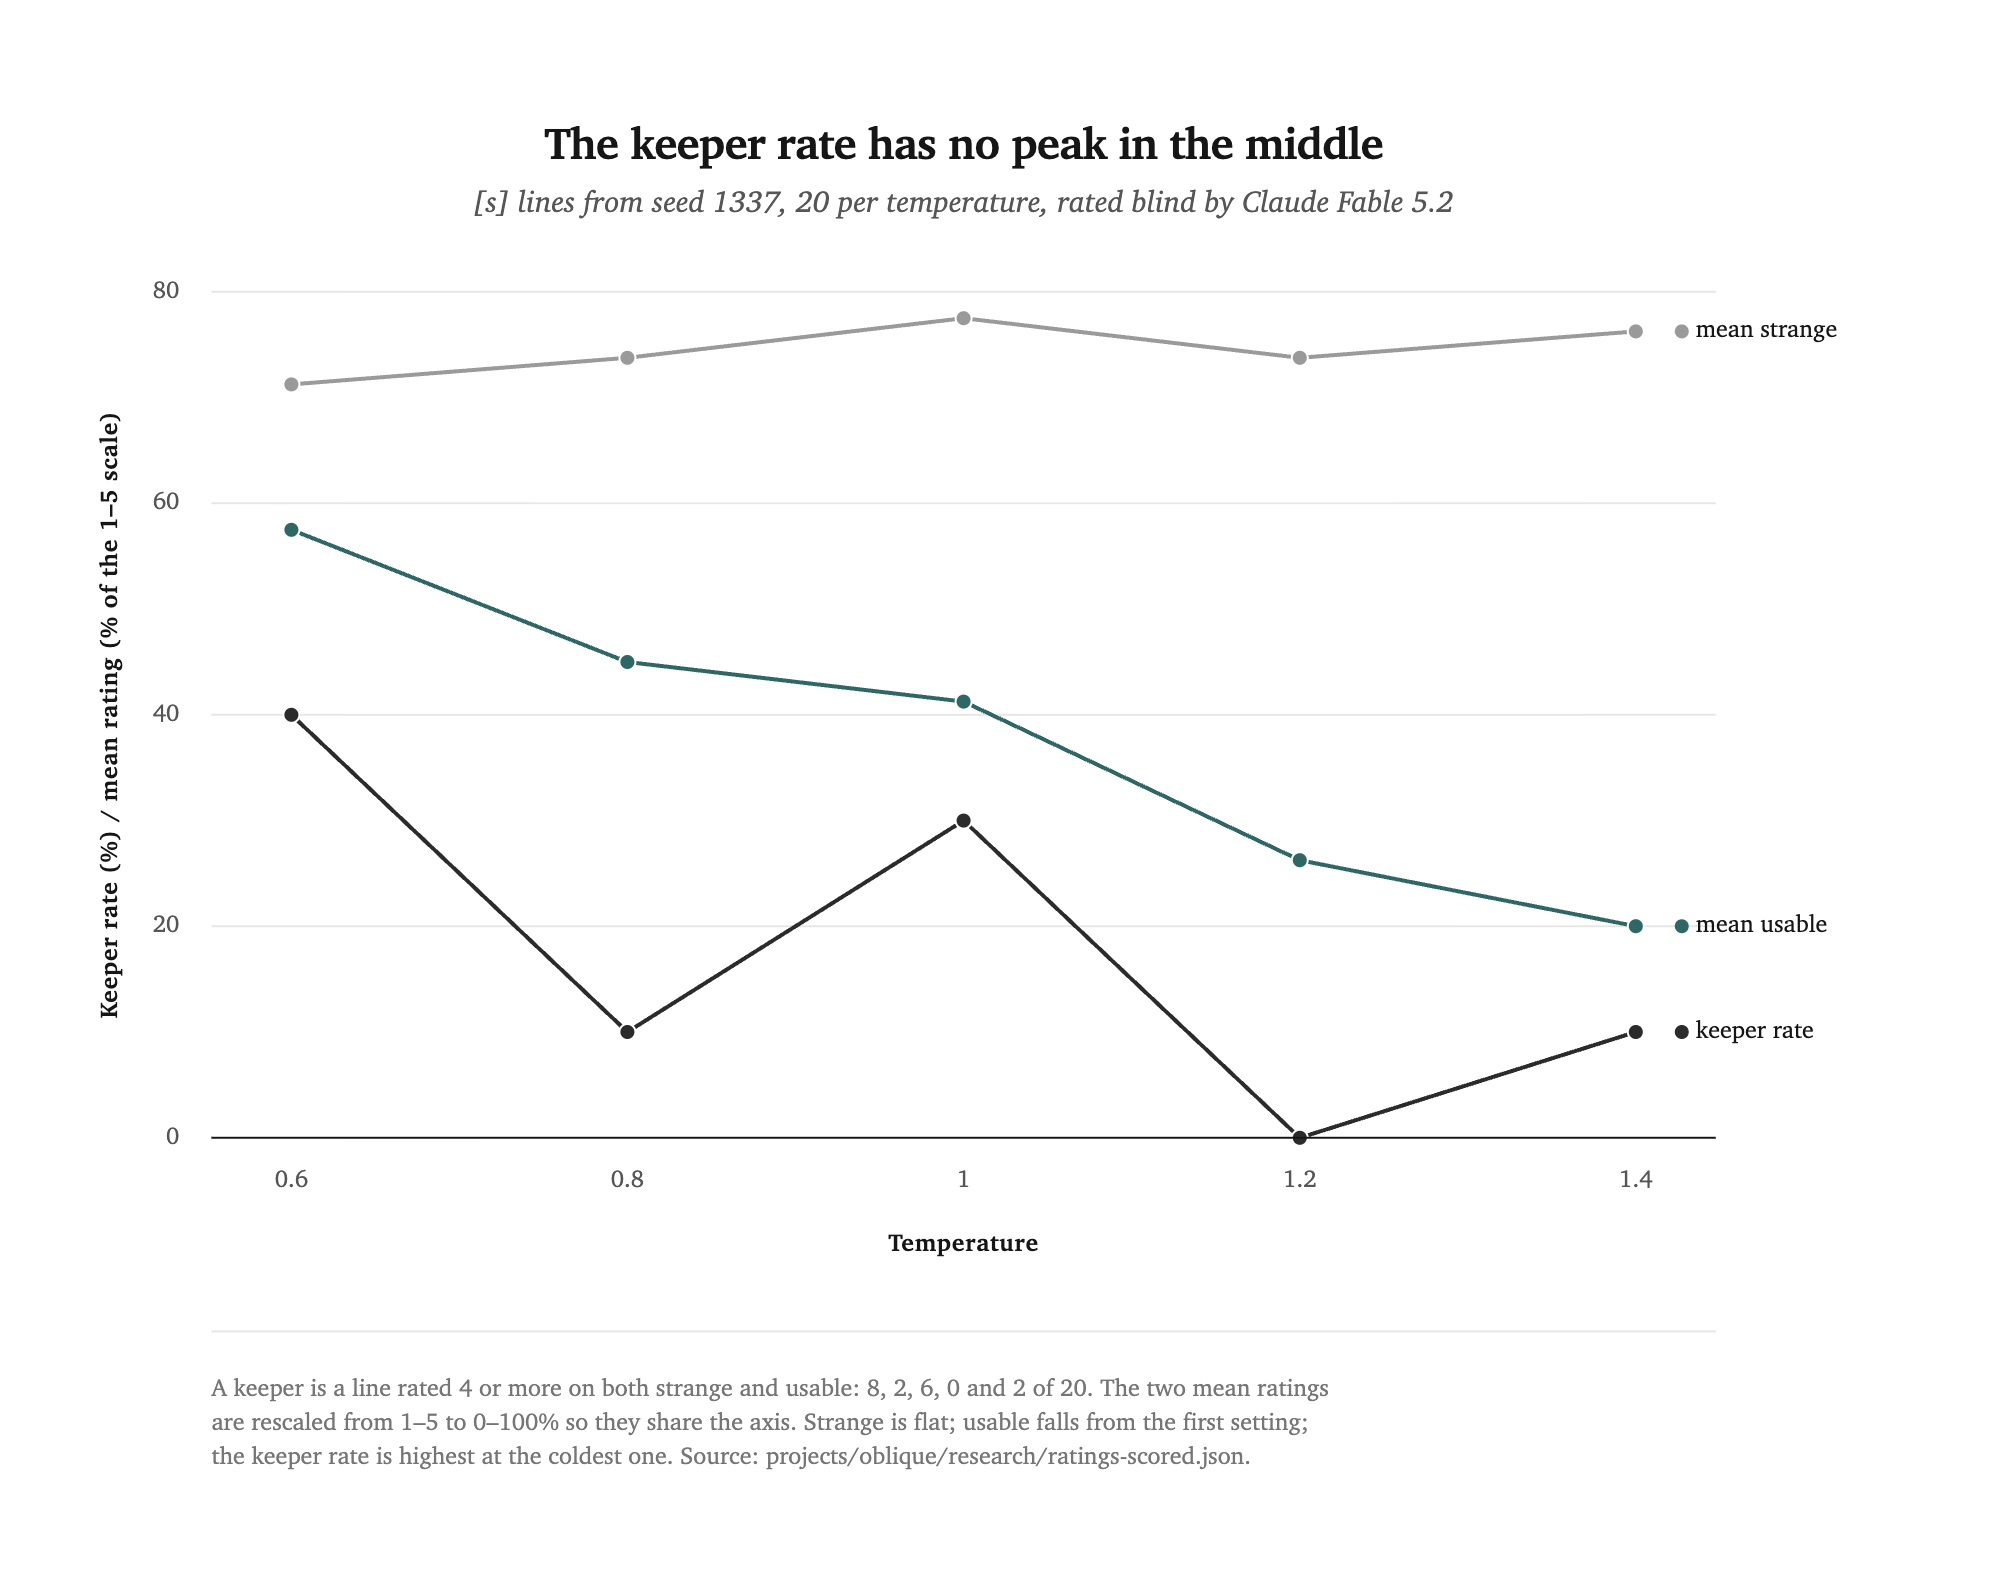 The keeper rate has no peak in the middle
[s] lines from seed 1337, 20 per temperature, rated blind by Claude Fable 5.2
Keeper rate (%) / mean rating (% of the 1–5 scale)
80
60
40
20
0
mean strange
mean usable
keeper rate
0.6
0.8
1
1.2
1.4
Temperature
A keeper is a line rated 4 or more on both strange and usable: 8, 2, 6, 0 and 2 of 20. The two mean ratings
are rescaled from 1–5 to 0–100% so they share the axis. Strange is flat; usable falls from the first setting;
the keeper rate is highest at the coldest one. Source: projects/oblique/research/ratings-scored.json.